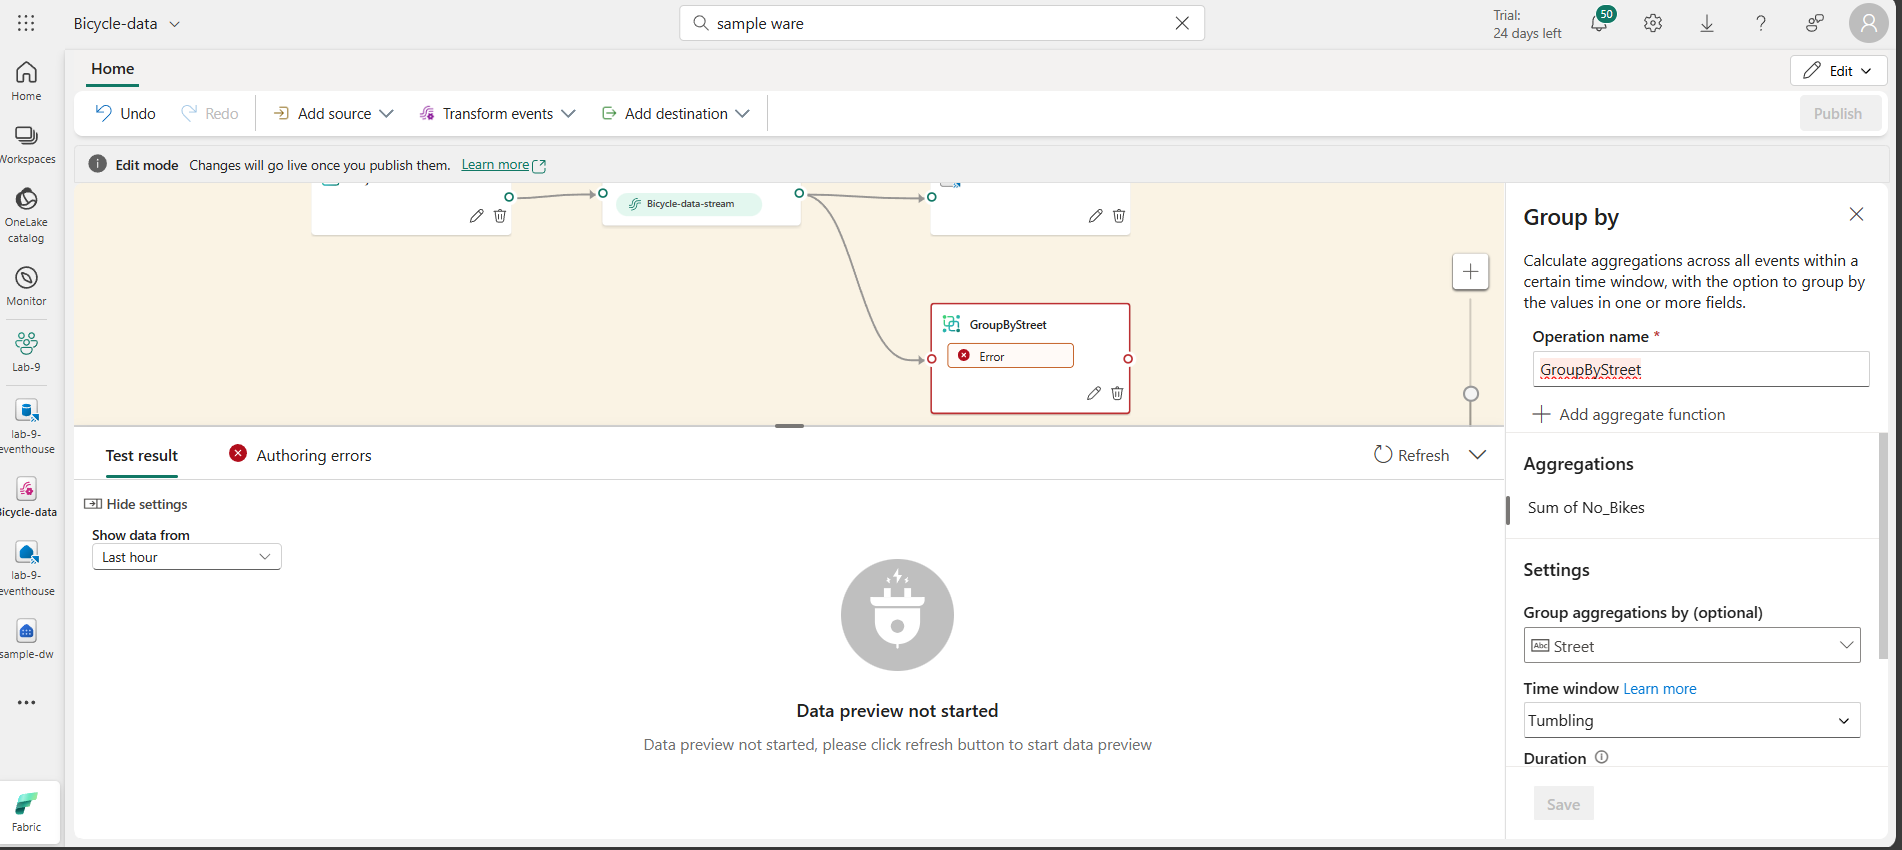 Bicycle-data
sample ware
Trial:
24 days left
50
Home
Edit
Undo
Redo
Add source
Transform events
Add destination
Publish
Edit mode Changes will go live once you publish them. Learn more
Home
Workspaces
OneLake
catalog
Monitor
Lab-9
lab-9-
eventhouse
Bicycle-data
lab-9-
eventhouse
sample-dw
Fabric
Bicycle-data-stream
GroupByStreet
Error
Test result
Authoring errors
Refresh
Hide settings
Show data from
Last hour
Data preview not started
Data preview not started, please click refresh button to start data preview
Group by
Calculate aggregations across all events within a
certain time window, with the option to group by
the values in one or more fields.
Operation name *
GroupByStreet
Add aggregate function
Aggregations
Sum of No_Bikes
Settings
Group aggregations by (optional)
Abc Street
Time window Learn more
Tumbling
Duration
Save